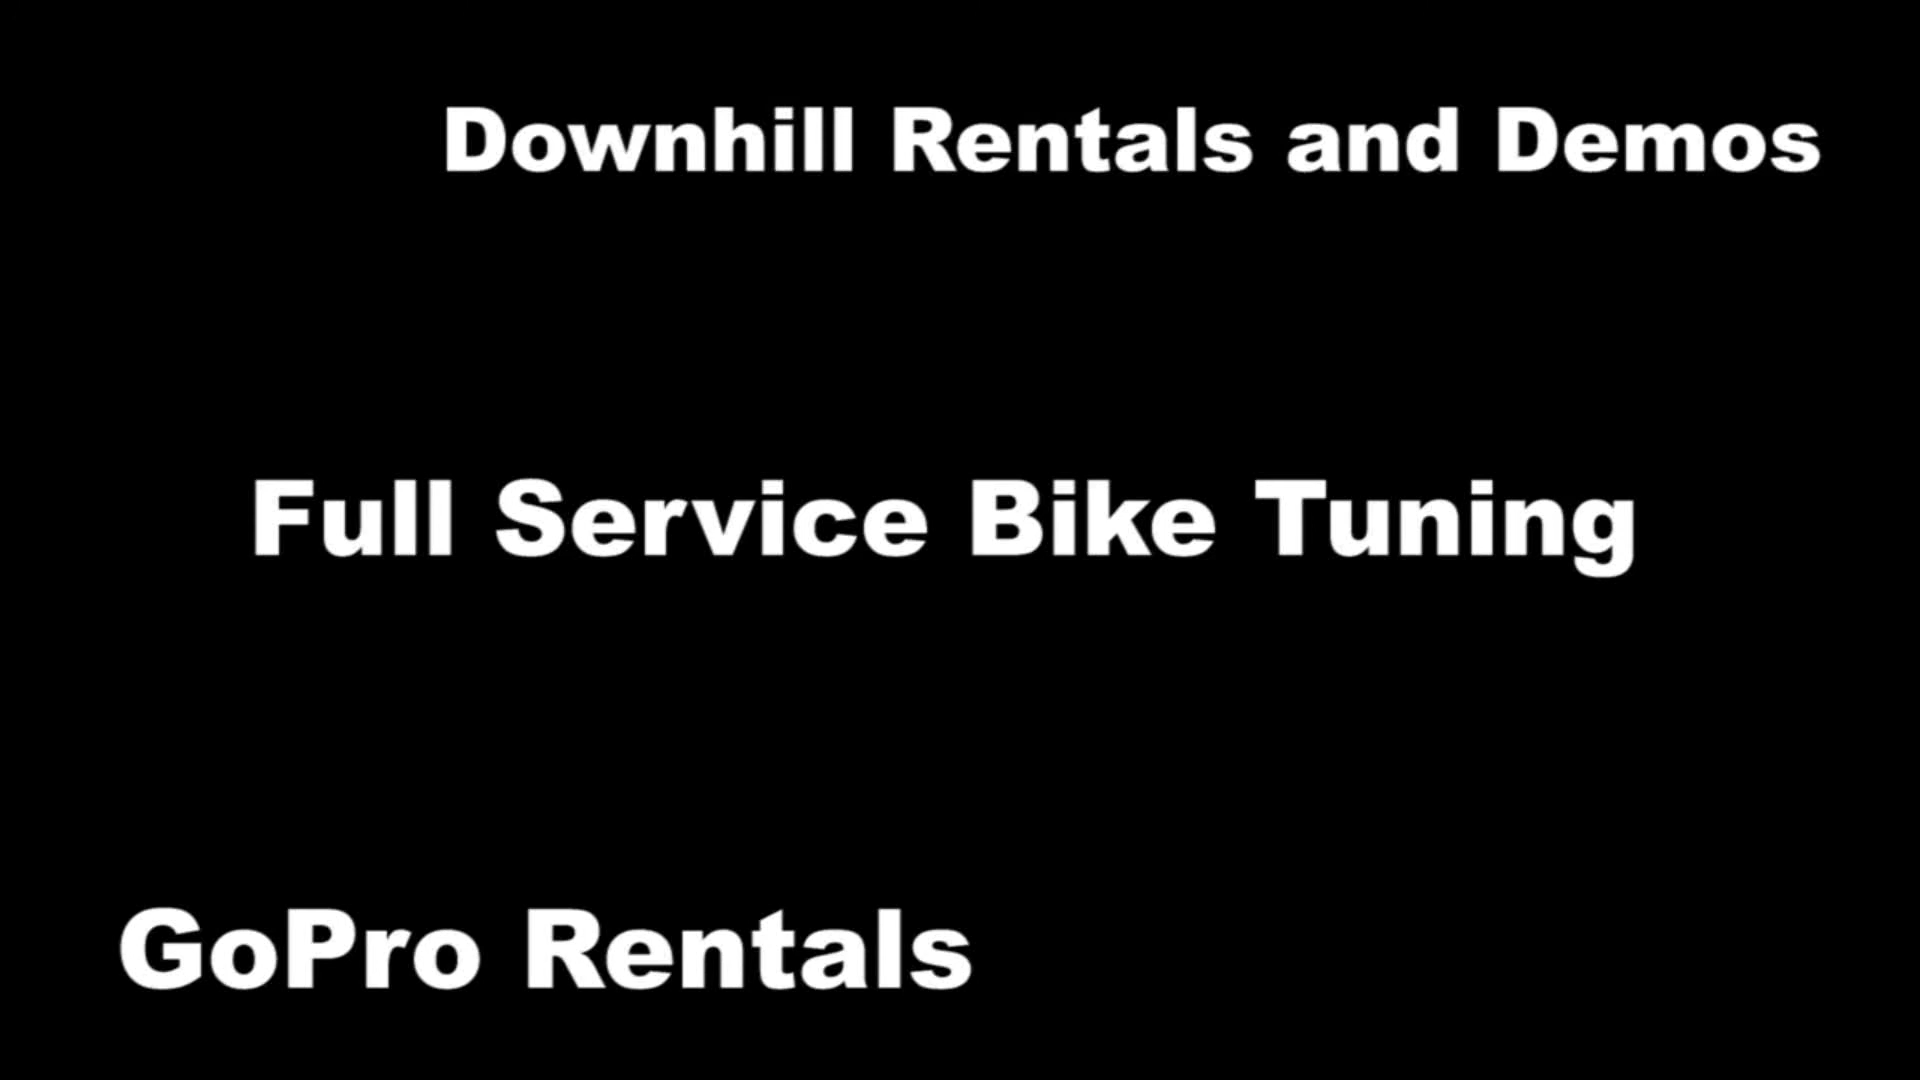 Downhill Rentals and Demos
Full Service Bike Tuning
GoPro Rentals